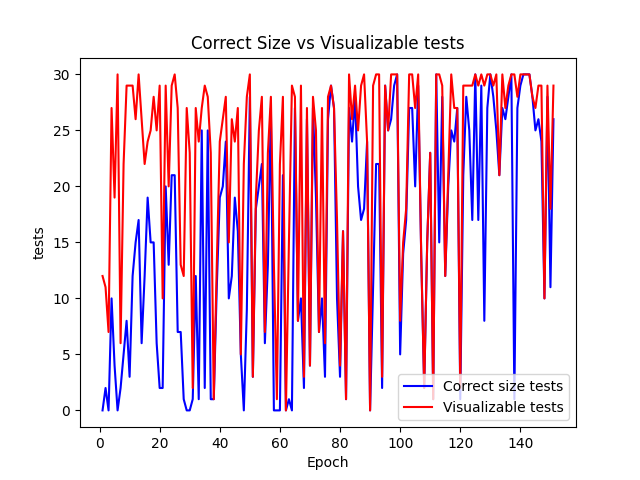 Correct Size vs Visualizable tests
30
25
20
15
10
5
0
tests
0 20 40 60 80 100 120 140
Epoch
Correct size tests
Visualizable tests